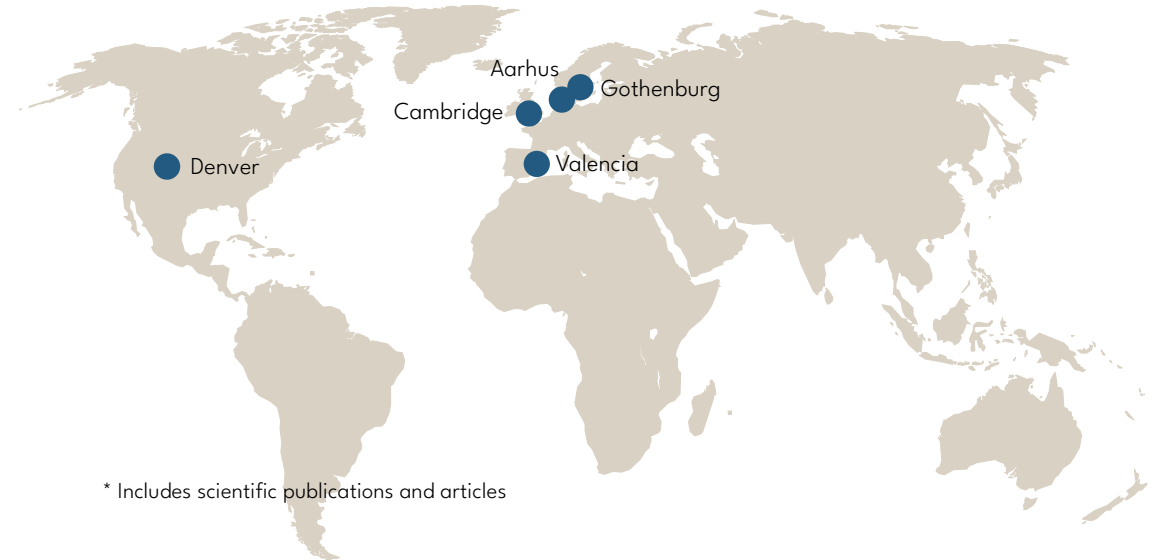 Aarhus
Gothenburg
Cambridge
Valencia
Denver
* Includes scientific publications and articles